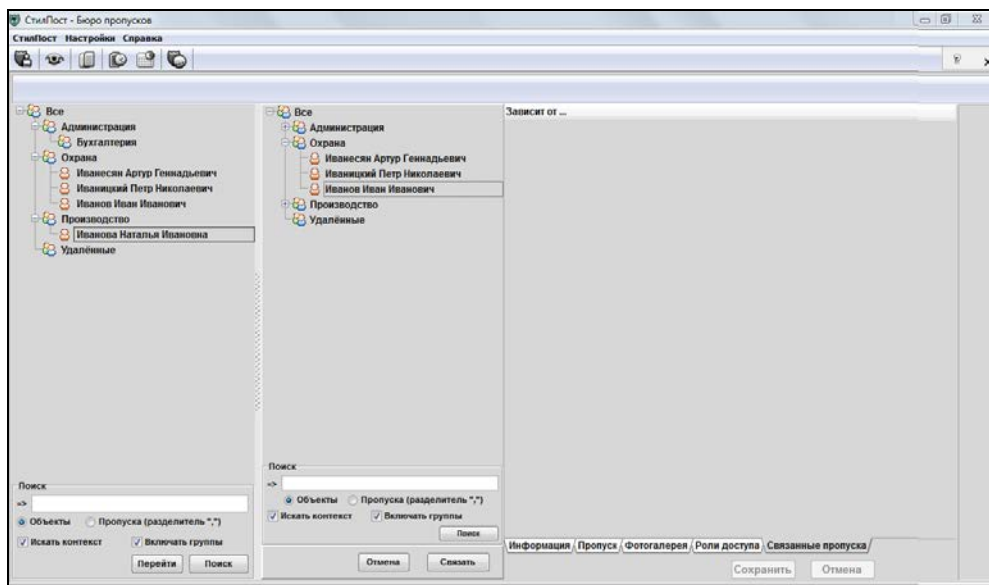 СтилПост - Бюро пропусков
СтилПост Настройки Справка
Все
Администрация
Бухгалтерия
Охрана
Иванесян Артур Геннадьевич
Иваницкий Петр Николаевич
Иванов Иван Иванович
Производство
Иванова Наталья Ивановна
Удалённые
Поиск
=>
Объекты Пропуска (разделитель ",")
Искать контекст Включать группы
Перейти Поиск
Все
Администрация
Охрана
Иванесян Артур Геннадьевич
Иваницкий Петр Николаевич
Иванов Иван Иванович
Производство
Удалённые
Поиск
=>
Объекты Пропуска (разделитель ",")
Искать контекст Включать группы
Поиск
Отмена Связать
Зависит от ...
Информация Пропуск Фотогалерея Роли доступа Связанные пропуска
Сохранить Отмена